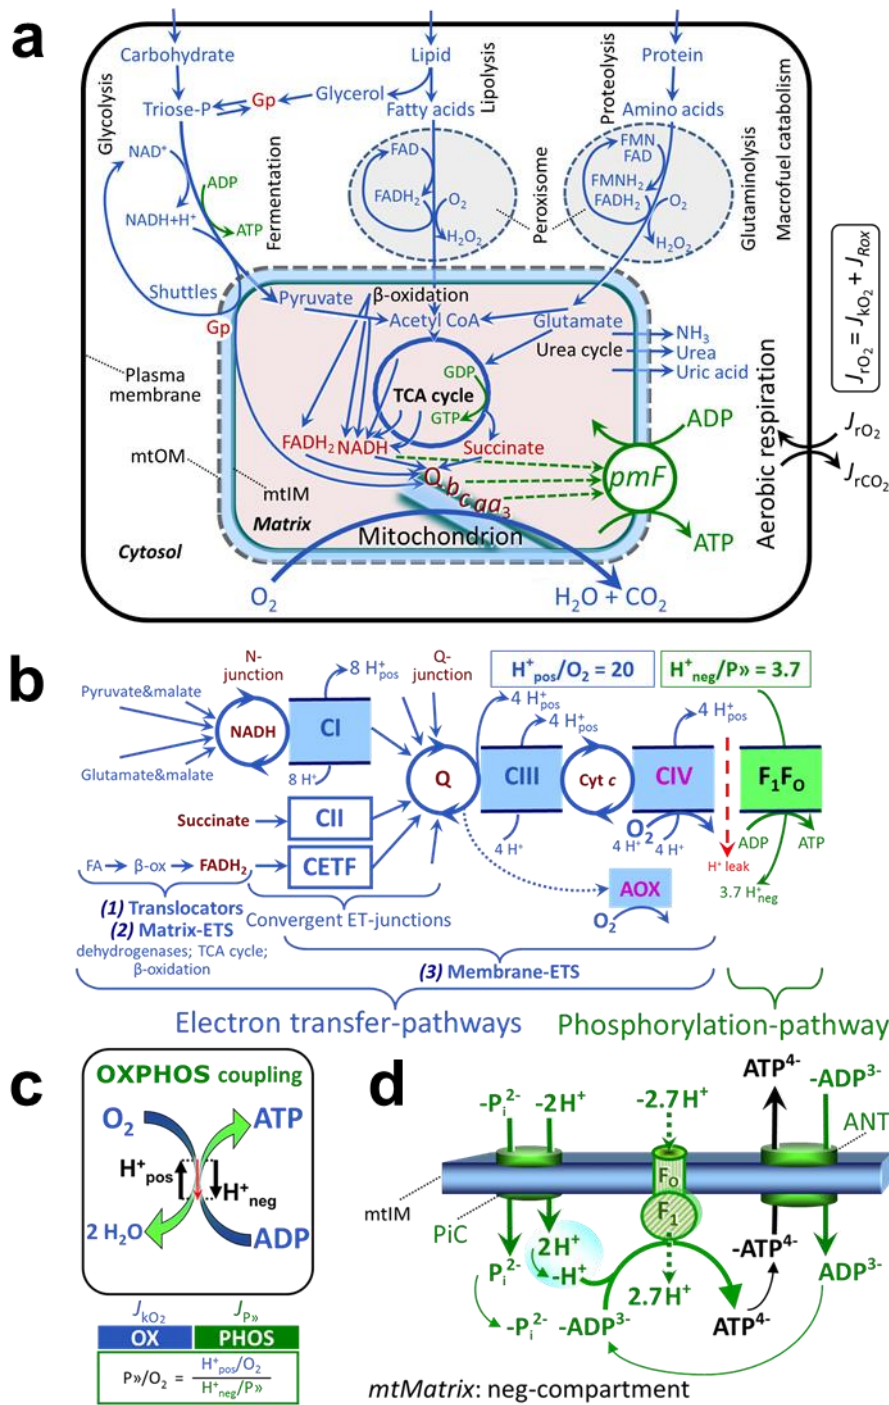 a
Carbohydrate
Lipid
Protein
Glycolysis
Lipolysis
Proteolysis
Macrofuel catabolism
Triose-P
Gp
Glycerol
Fatty acids
Amino acids
NAD⁺
ADP
NADH+H⁺
ATP
Fermentation
FAD
FADH₂
O₂
H₂O₂
Peroxisome
FMN
FAD
FMNH₂
FADH₂
O₂
H₂O₂
Glutaminolysis
Shuttles
Gp
Pyruvate
β-oxidation
Acetyl CoA
Glutamate
Urea cycle
NH₃
Urea
Uric acid
Plasma
membrane
GDP
TCA cycle
GTP
FADH₂
NADH
Succinate
Q
b
c
aa₃
pmF
ADP
ATP
mtOM
mtIM
Matrix
Mitochondrion
Cytosol
O₂
H₂O + CO₂
Aerobic respiration
JrO₂ = JkO₂ + JRox
JrO₂
JrCO₂
b
N-
junction
8 H⁺pos
Q-
junction
H⁺pos/O₂ = 20
H⁺neg/P» = 3.7
Pyruvate&malate
NADH
CI
Glutamate&malate
8 H⁺
4 H⁺pos
4 H⁺pos
4 H⁺pos
Q
CIII
Cyt c
CIV
F₁FO
Succinate
CII
4 H⁺
O₂
4 H⁺
4 H⁺
ADP
ATP
H⁺ leak
3.7 H⁺neg
FA
β-ox
FADH₂
CETF
AOX
O₂
(1) Translocators
(2) Matrix-ETS
dehydrogenases; TCA cycle;
β-oxidation
Convergent ET-junctions
(3) Membrane-ETS
Electron transfer-pathways
Phosphorylation-pathway
c
OXPHOS coupling
O₂
ATP
H⁺pos
H⁺neg
2 H₂O
ADP
JkO₂
JP»
OX
PHOS
P»/O₂ = H⁺pos/O₂
H⁺neg/P»
d
-Pi²⁻
-2H⁺
-2.7H⁺
ATP⁴⁻
-ADP³⁻
ANT
mtIM
FO
F₁
PiC
2H⁺
-H⁺
Pi²⁻
2.7H⁺
-ATP⁴⁻
ADP³⁻
-Pi²⁻
-ADP³⁻
ATP⁴⁻
mtMatrix: neg-compartment